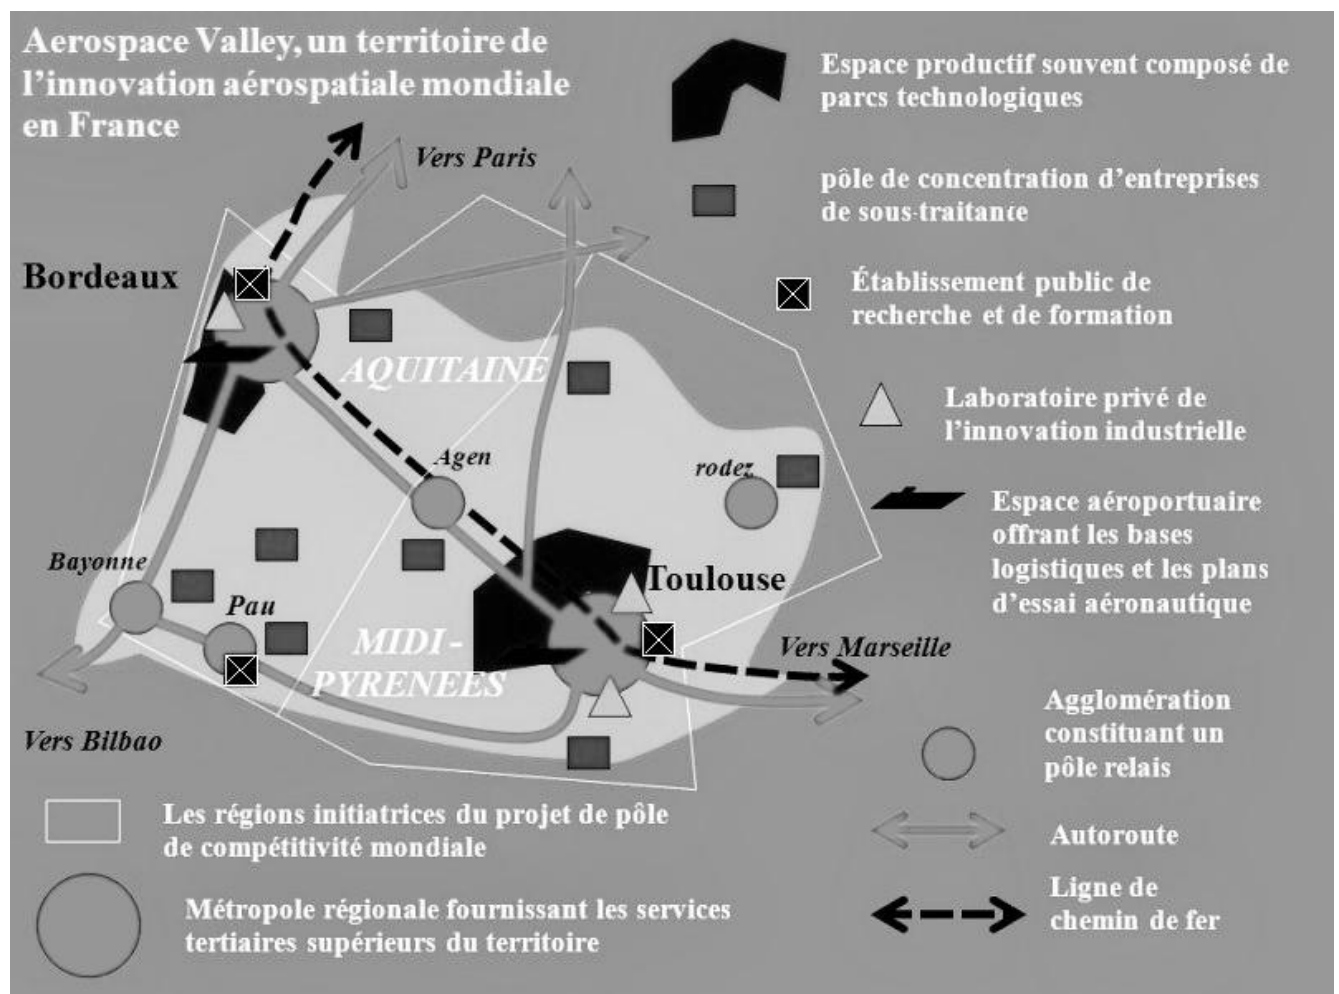 Aerospace Valley, un territoire de
l'innovation aérospatiale mondiale
en France
Espace productif souvent composé de
parcs technologiques
Vers Paris
pôle de concentration d'entreprises
de sous-traitance
Bordeaux
Établissement public de
recherche et de formation
AQUITAINE
Laboratoire privé de
l'innovation industrielle
Agen
rodez
Espace aéroportuaire
offrant les bases
logistiques et les plans
d'essai aéronautique
Bayonne
Toulouse
Pau
MIDI-
PYRENEES
Vers Marseille
Vers Bilbao
Agglomération
constituant un
pôle relais
Les régions initiatrices du projet de pôle
de compétitivité mondiale
Autoroute
Métropole régionale fournissant les services
tertiaires supérieurs du territoire
Ligne de
chemin de fer